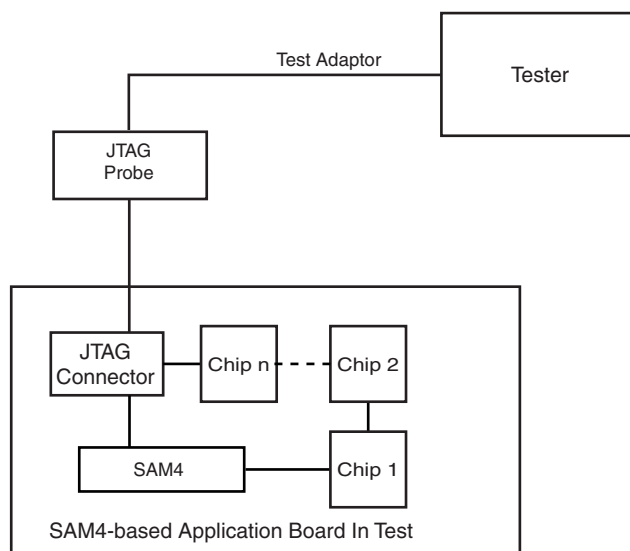 Test Adaptor
Tester
JTAG
Probe
JTAG
Connector
Chip n
Chip 2
SAM4
Chip 1
SAM4-based Application Board In Test